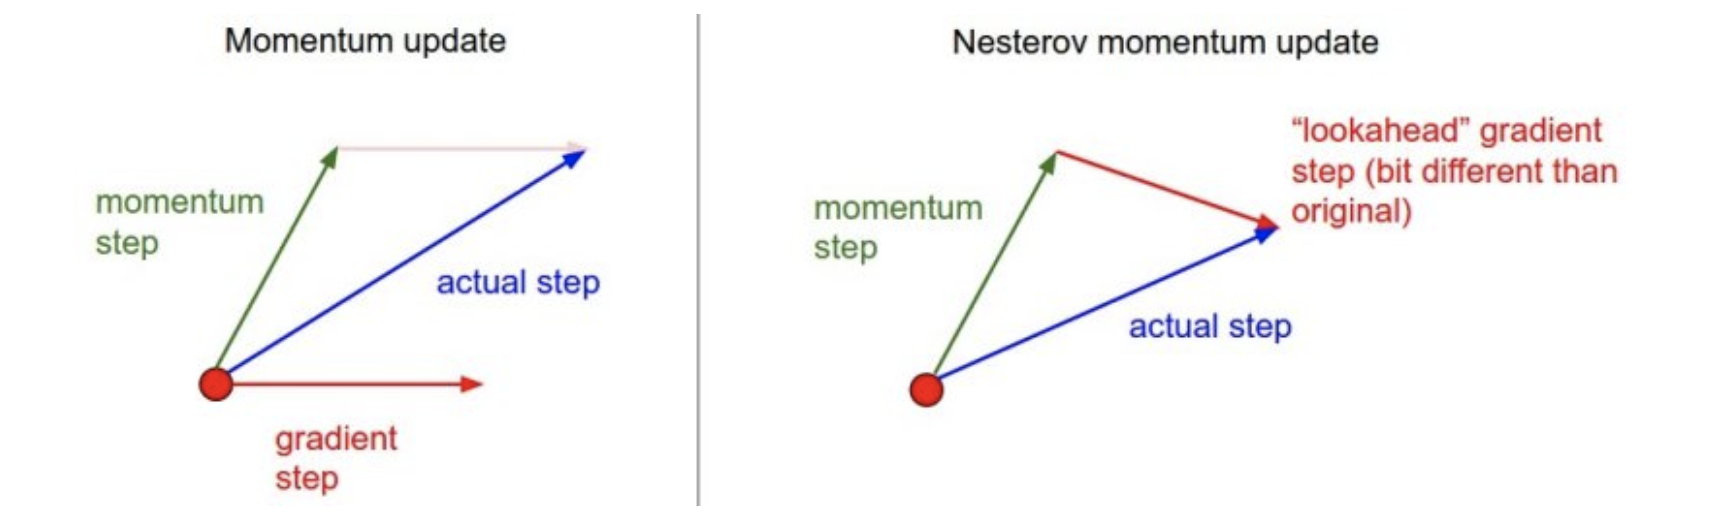 Momentum update
momentum
step
actual step
gradient
step
Nesterov momentum update
“lookahead” gradient
step (bit different than
original)
momentum
step
actual step